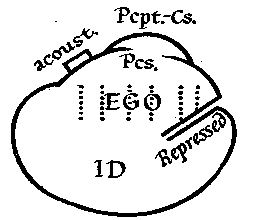 Pcpt.-Cs.
acoust.
Pcs.
EGO
Repressed
ID